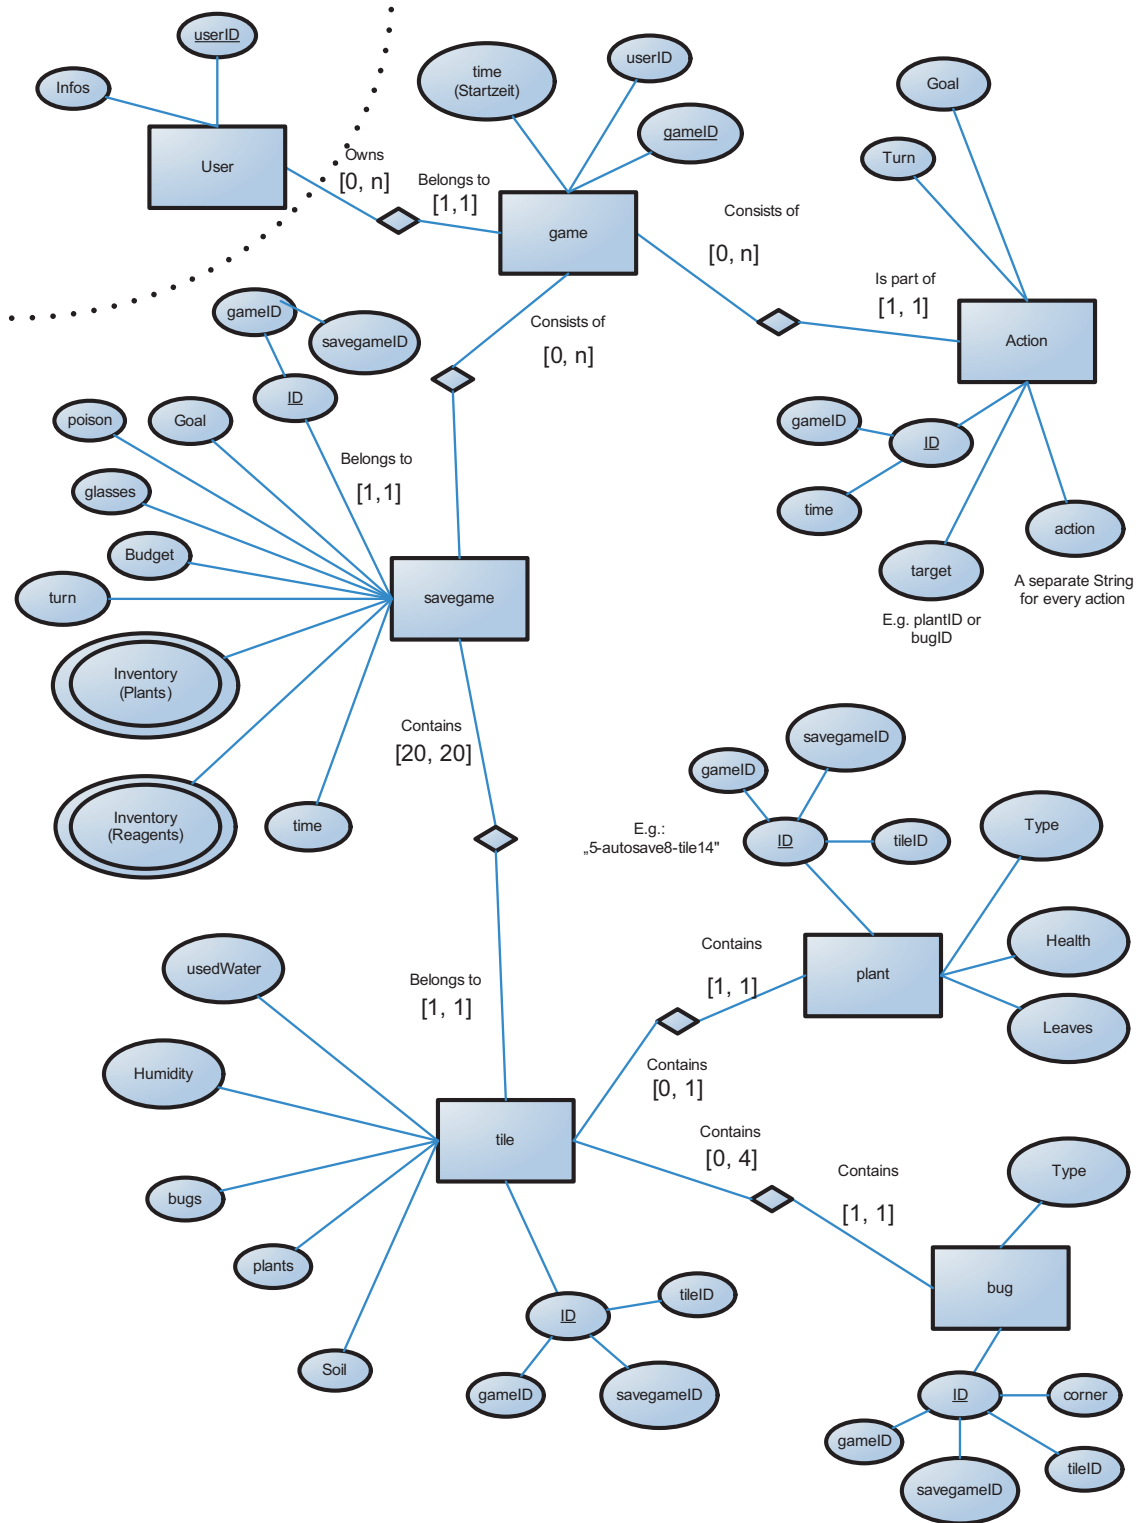 userID
Infos
User
Owns
[0, n]
Belongs to
[1,1]
time
(Startzeit)
userID
gameID
game
Goal
Turn
Consists of
[0, n]
Is part of
[1, 1]
Action
gameID
savegameID
ID
Consists of
[0, n]
poison
Goal
glasses
Budget
turn
Belongs to
[1,1]
savegame
Inventory
(Plants)
Inventory
(Reagents)
time
gameID
ID
time
target
E.g. plantID or
bugID
action
A separate String
for every action
Contains
[20, 20]
savegameID
gameID
E.g.:
„5-autosave8-tile14"
ID
tileID
Type
Health
Leaves
plant
Contains
[1, 1]
Contains
[0, 1]
usedWater
Belongs to
[1, 1]
Humidity
tile
bugs
plants
Soil
Contains
[0, 4]
Contains
[1, 1]
Type
bug
ID
tileID
gameID
savegameID
ID
corner
gameID
tileID
savegameID